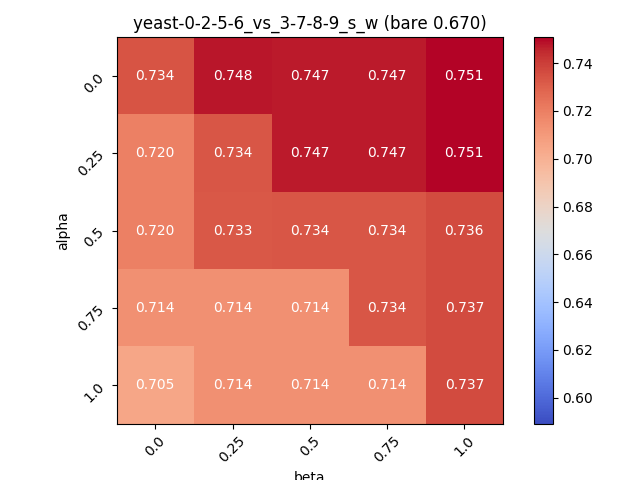 yeast-0-2-5-6_vs_3-7-8-9_s_w (bare 0.670)
alpha
0.0 0.734 0.748 0.747 0.747 0.751
0.25 0.720 0.734 0.747 0.747 0.751
0.5 0.720 0.733 0.734 0.734 0.736
0.75 0.714 0.714 0.714 0.734 0.737
1.0 0.705 0.714 0.714 0.714 0.737
0.0 0.25 0.5 0.75 1.0
beta
0.74
0.72
0.70
0.68
0.66
0.64
0.62
0.60